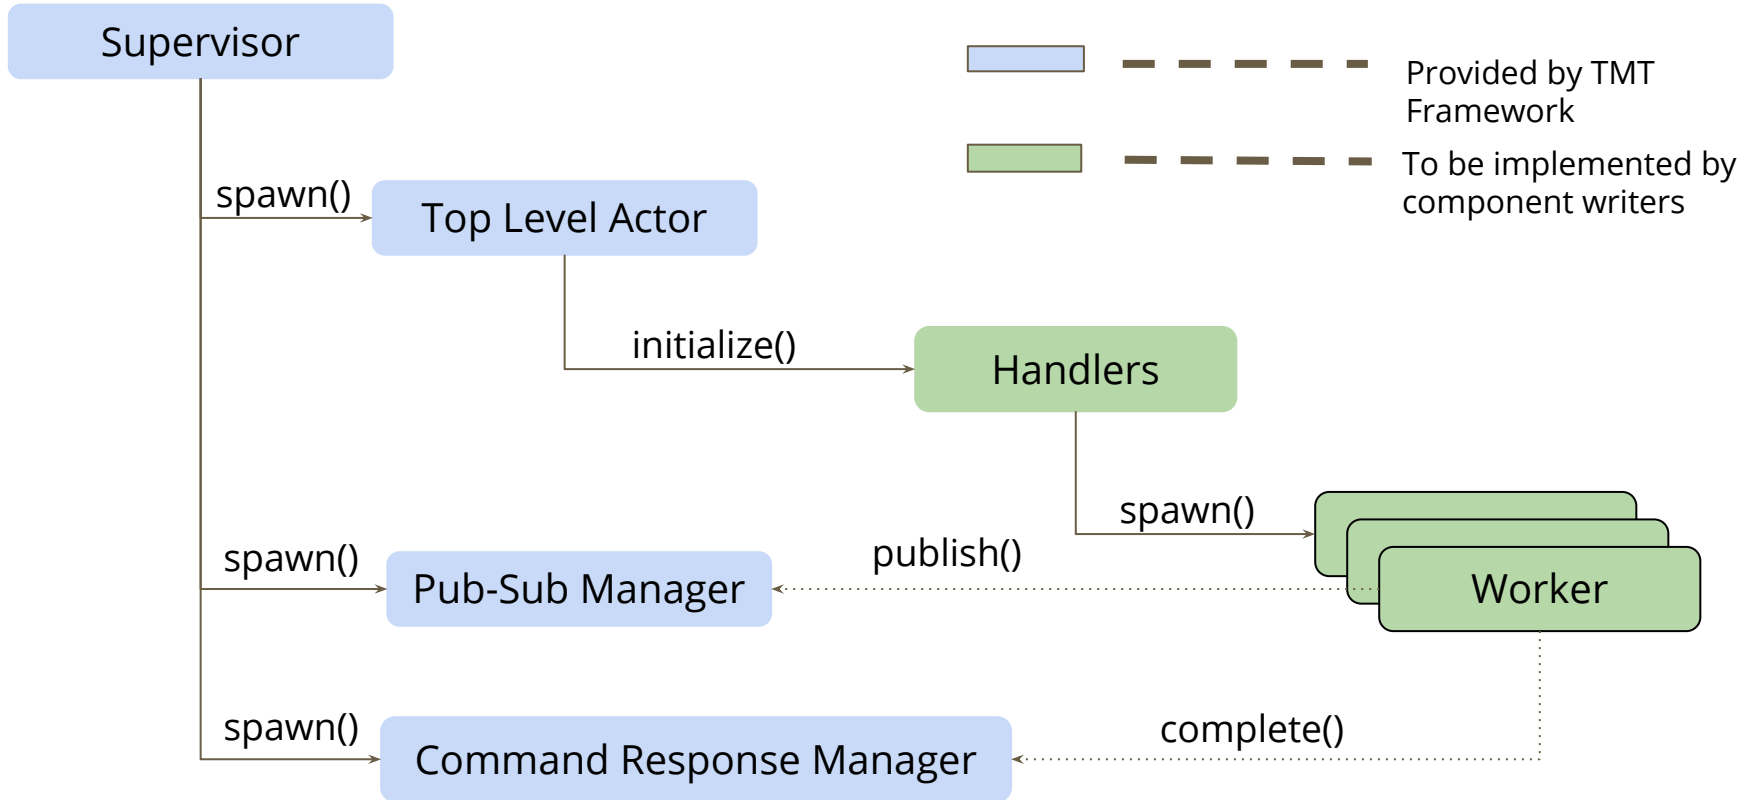 Supervisor
Provided by TMT
Framework
To be implemented by
component writers
spawn()
Top Level Actor
initialize()
Handlers
spawn()
publish()
spawn()
Pub-Sub Manager
Worker
spawn()
complete()
Command Response Manager